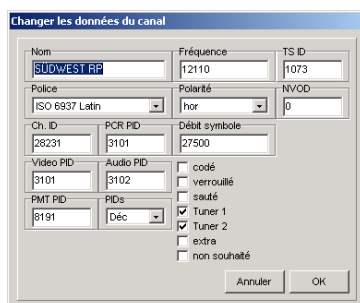 Changer les données du canal
Nom Fréquence TS ID
SÜDWEST RP 12110 1073
Police Polarité NVOD
ISO 6937 Latin hor 0
Ch. ID PCR PID Débit symbole
28231 3101 27500
Video PID Audio PID codé
3101 3102 verrouillé
sauté
PMT PID PIDs Tuner 1
8191 Déc Tuner 2
extra
non souhaité
Annuler OK